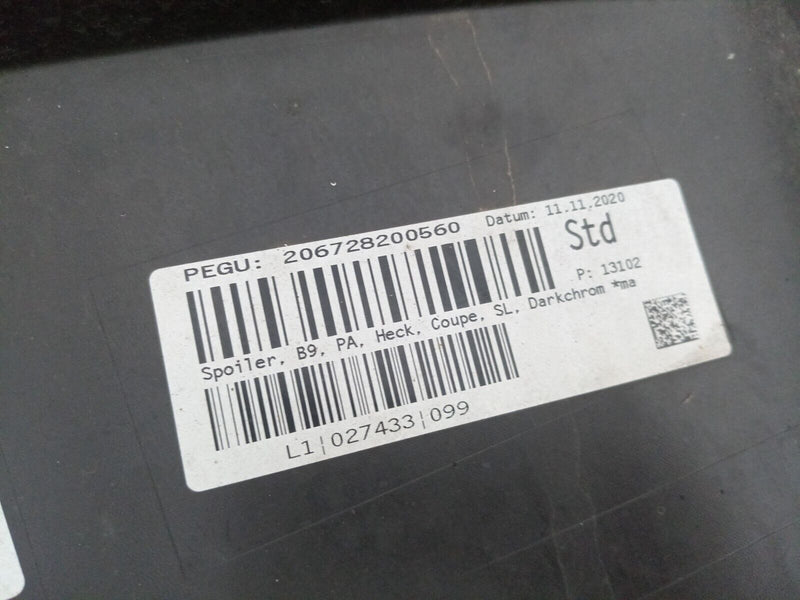 PEGU: 206728200560 Datum: 11.11.2020
Std
P: 13102
Spoiler, B9, PA, Heck, Coupe, SL, Darkchrom *ma
L1|027433|099